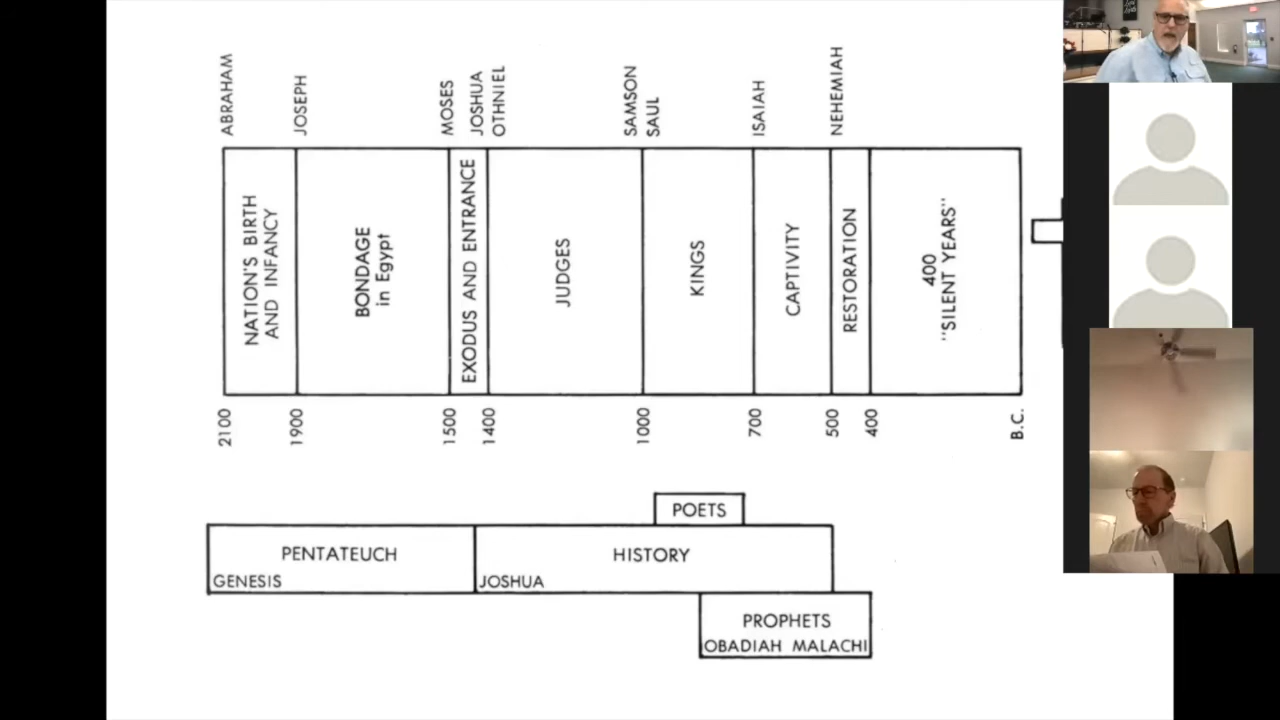 ABRAHAM
JOSEPH
MOSES
JOSHUA
OTHNIEL
SAMSON
SAUL
ISAIAH
NEHEMIAH
NATION'S BIRTH
AND INFANCY
BONDAGE
in Egypt
EXODUS AND ENTRANCE
JUDGES
KINGS
CAPTIVITY
RESTORATION
400
"SILENT YEARS"
2100
1900
1500
1400
1000
700
500
400
B.C.
POETS
PENTATEUCH
HISTORY
GENESIS
JOSHUA
PROPHETS
OBADIAH MALACHI